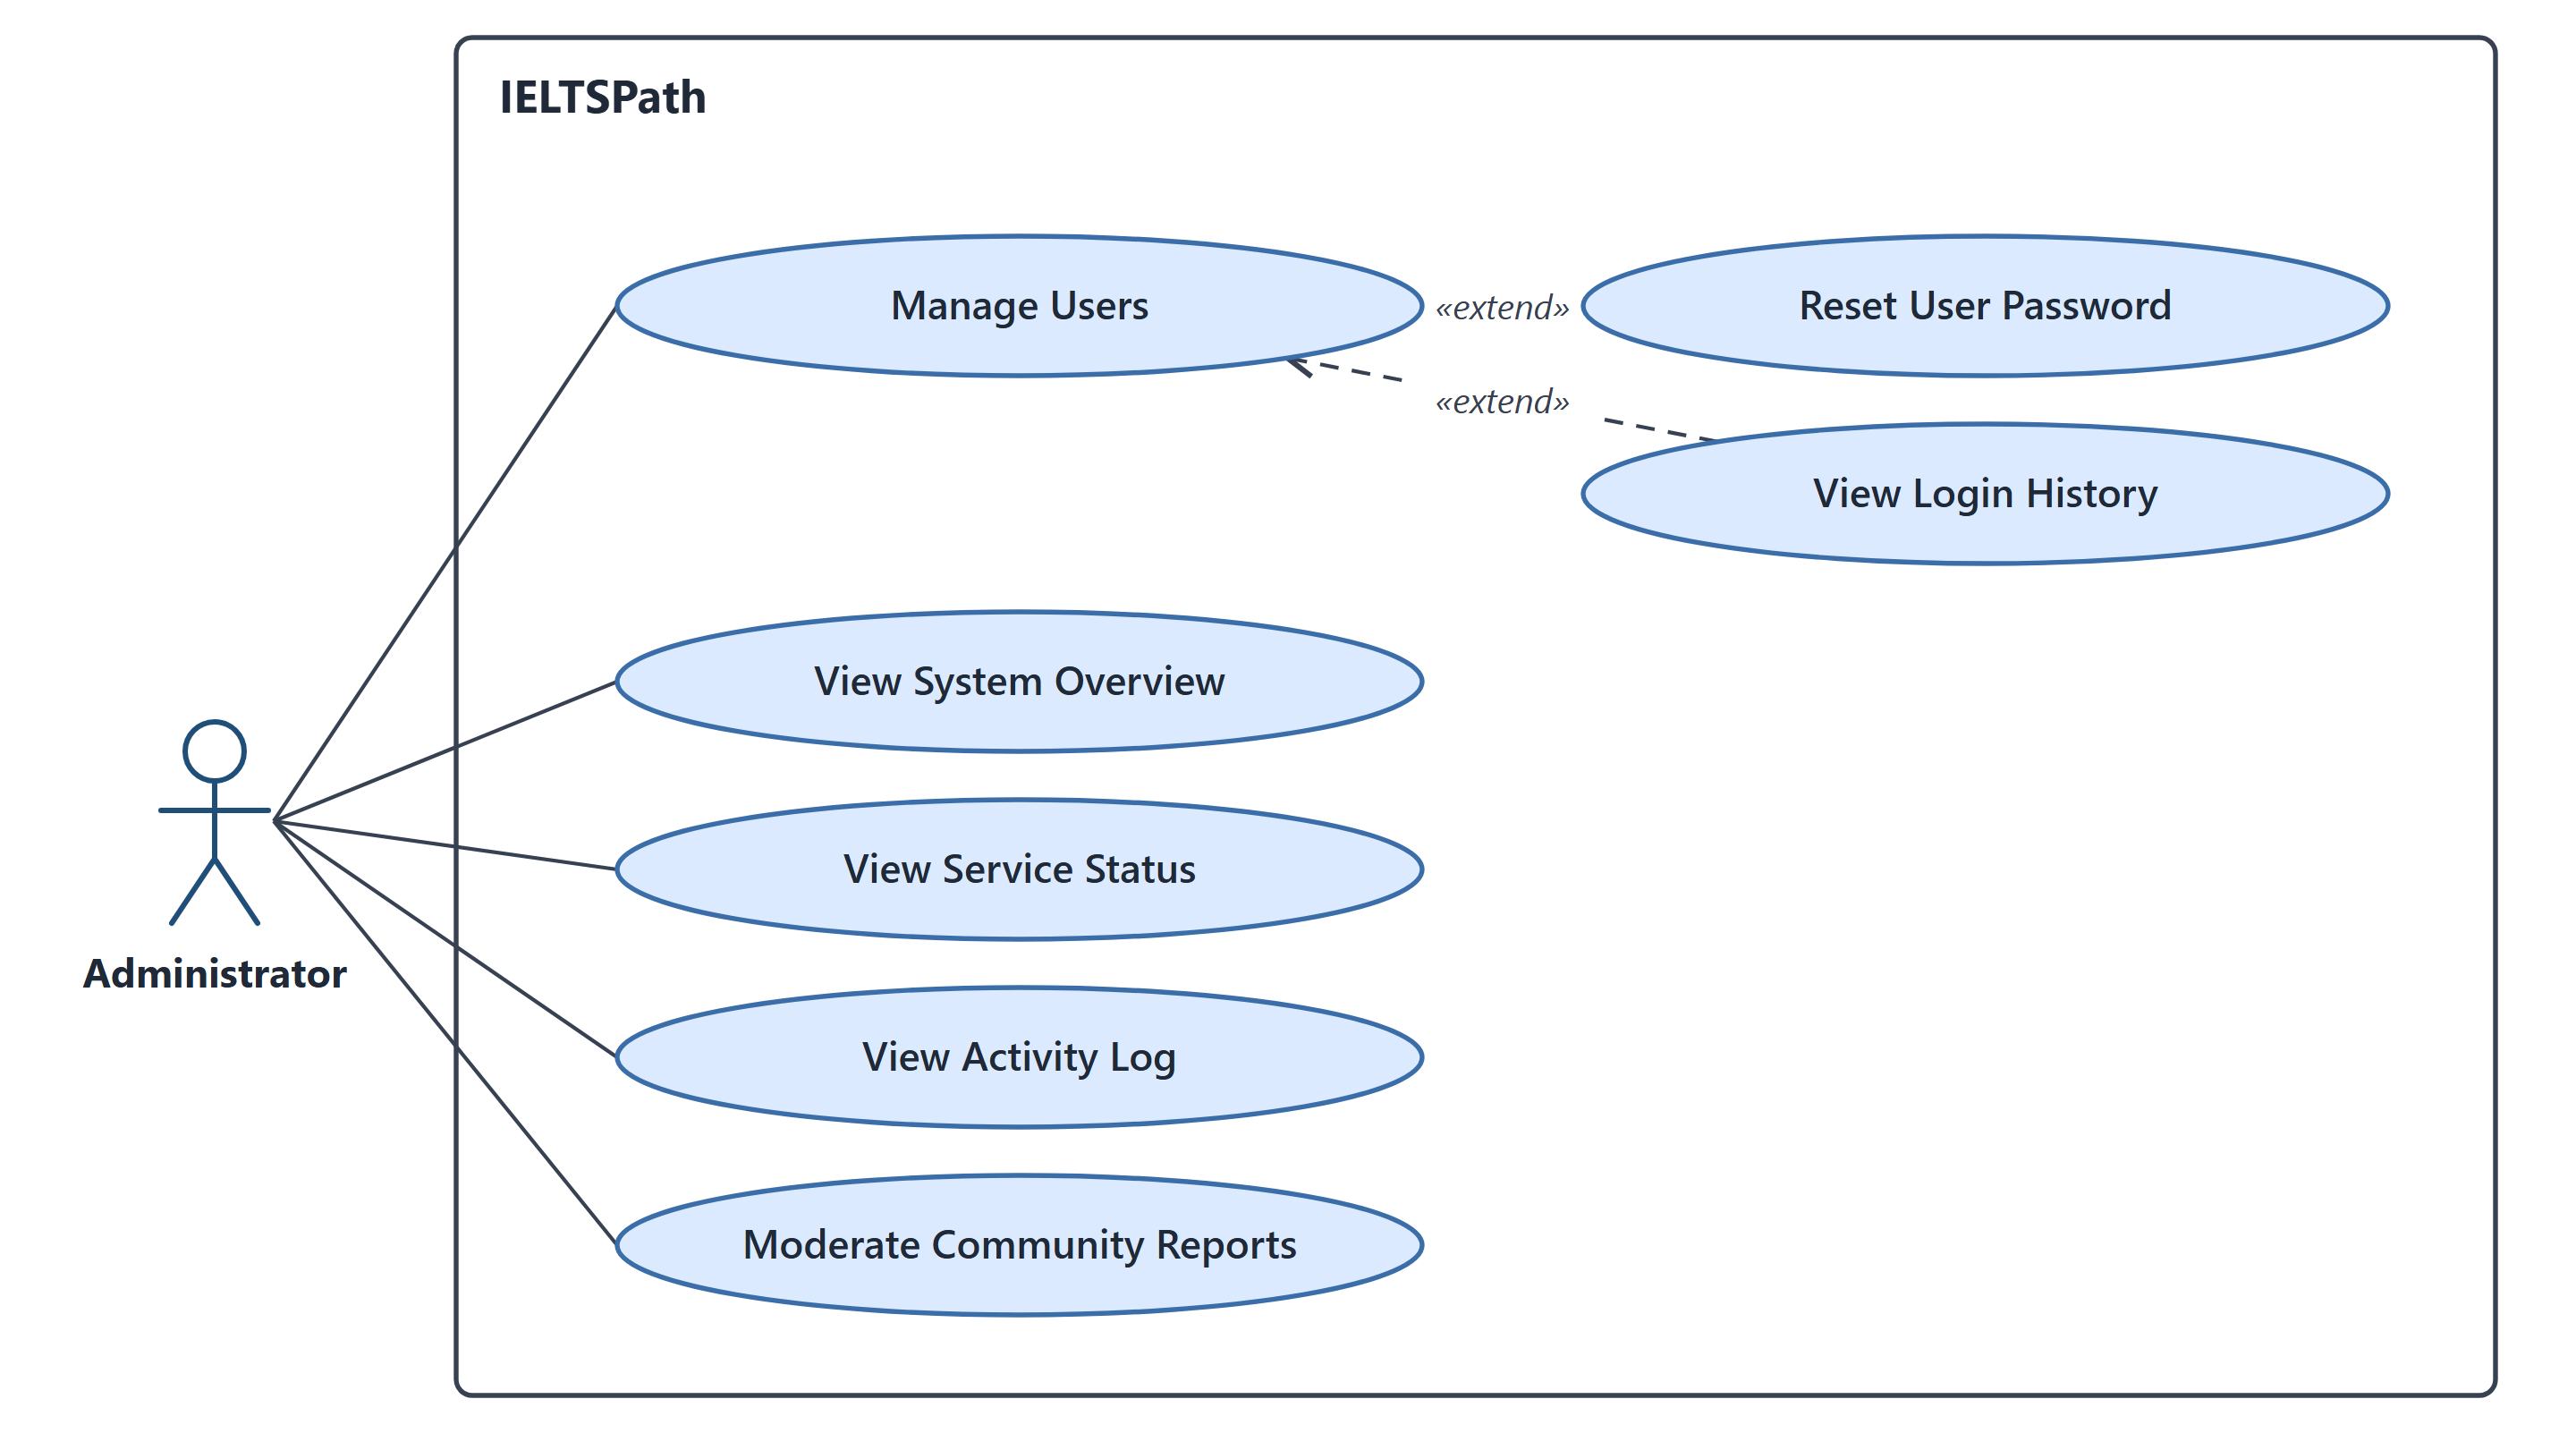 IELTSPath
Manage Users
«extend»
Reset User Password
«extend»
View Login History
View System Overview
View Service Status
Administrator
View Activity Log
Moderate Community Reports